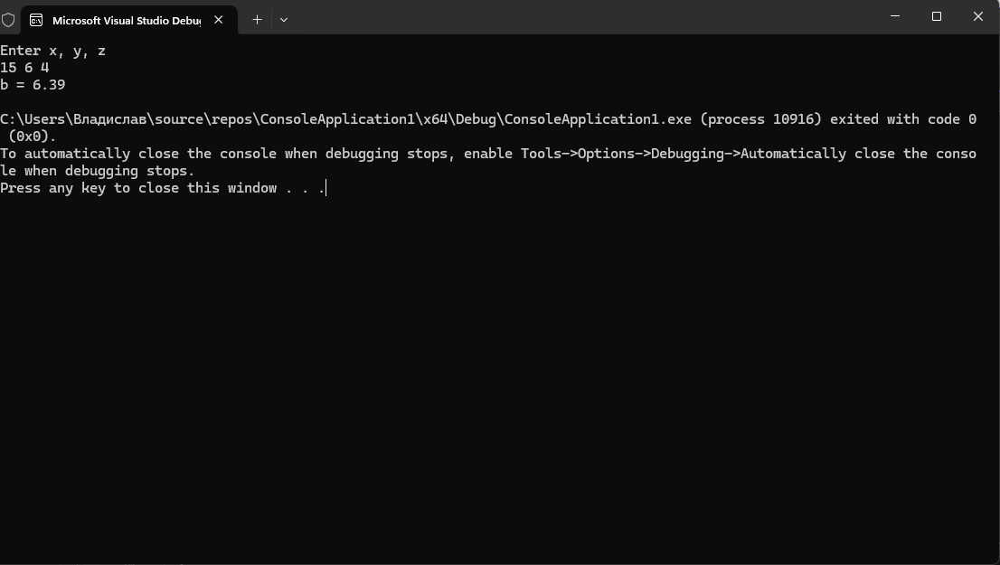 Microsoft Visual Studio Debu
Enter x, y, z
15 6 4
b = 6.39
C:\Users\Владислав\source\repos\ConsoleApplication1\x64\Debug\ConsoleApplication1.exe (process 10916) exited with code 0
(0x0).
To automatically close the console when debugging stops, enable Tools->Options->Debugging->Automatically close the conso
le when debugging stops.
Press any key to close this window . . .